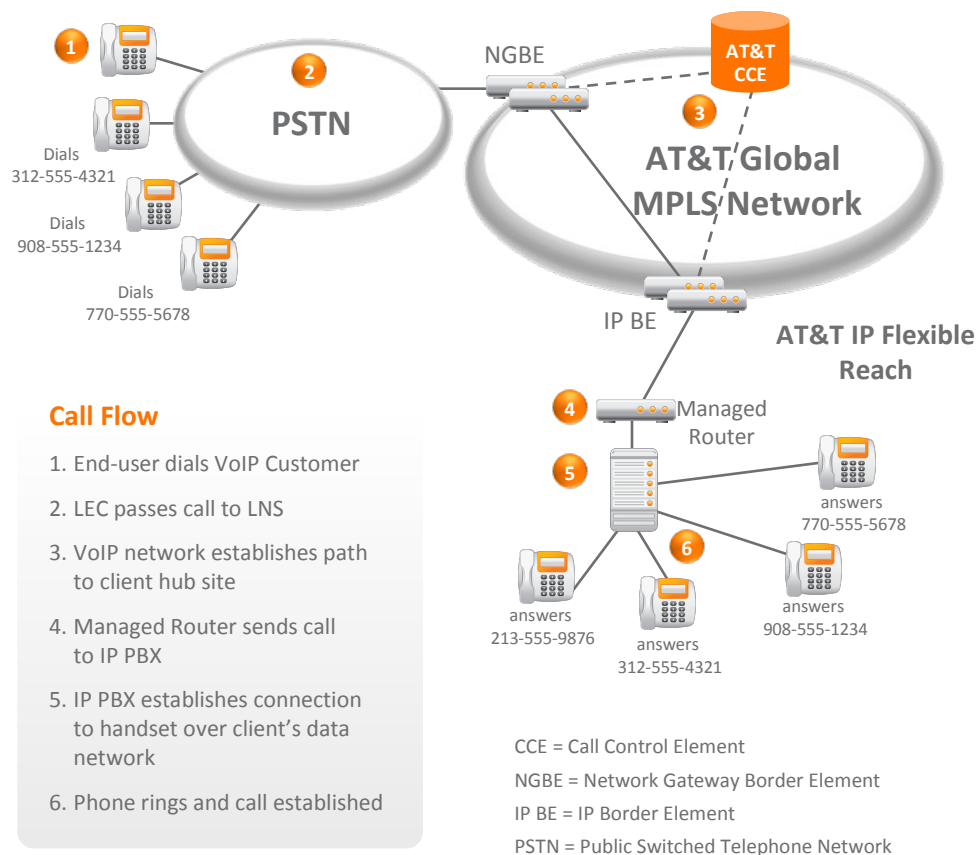 1
2
PSTN
NGBE
AT&T
CCE
3
AT&T Global
MPLS Network
Dials
312-555-4321
Dials
908-555-1234
Dials
770-555-5678
IP BE
AT&T IP Flexible
Reach
4
Managed
Router
5
6
answers
770-555-5678
answers
908-555-1234
answers
213-555-9876
answers
312-555-4321
Call Flow
1. End-user dials VoIP Customer
2. LEC passes call to LNS
3. VoIP network establishes path
to client hub site
4. Managed Router sends call
to IP PBX
5. IP PBX establishes connection
to handset over client’s data
network
6. Phone rings and call established
CCE = Call Control Element
NGBE = Network Gateway Border Element
IP BE = IP Border Element
PSTN = Public Switched Telephone Network